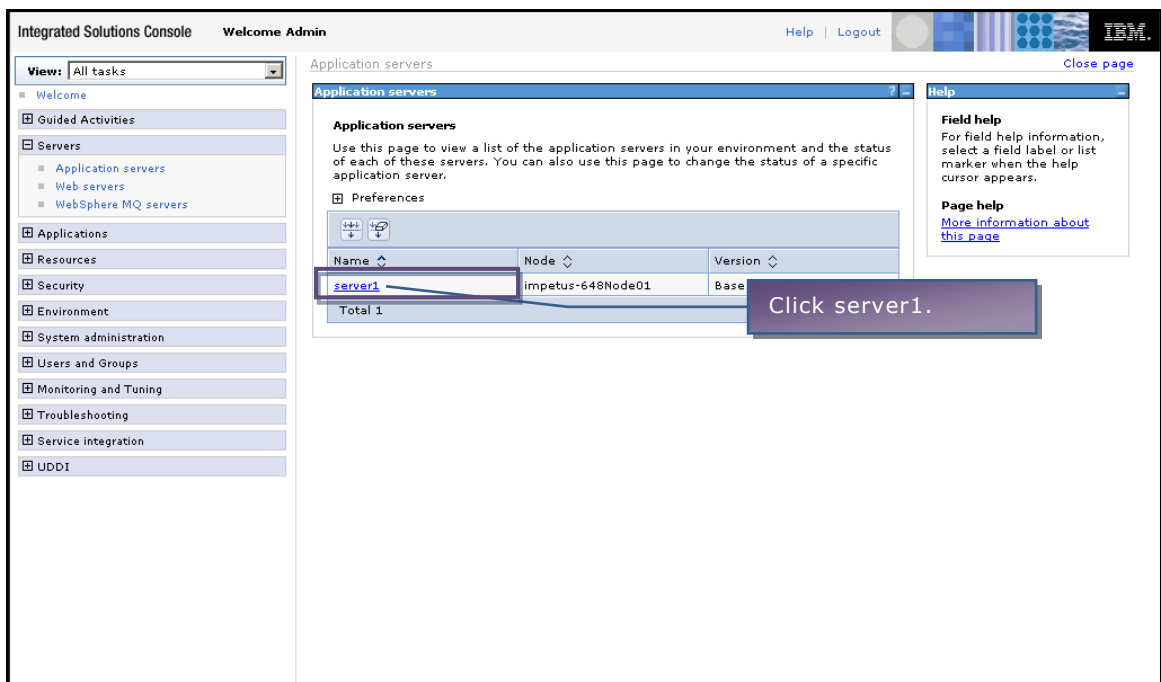 Integrated Solutions Console Welcome Admin Help | Logout IBM.
View: All tasks
Welcome
Guided Activities
Servers
Application servers
Web servers
WebSphere MQ servers
Applications
Resources
Security
Environment
System administration
Users and Groups
Monitoring and Tuning
Troubleshooting
Service integration
UDDI
Application servers Close page
Application servers ? _
Application servers
Use this page to view a list of the application servers in your environment and the status
of each of these servers. You can also use this page to change the status of a specific
application server.
Preferences
Name Node Version
server1 impetus-648Node01 Base
Total 1
Click server1.
Help _
Field help
For field help information,
select a field label or list
marker when the help
cursor appears.
Page help
More information about
this page